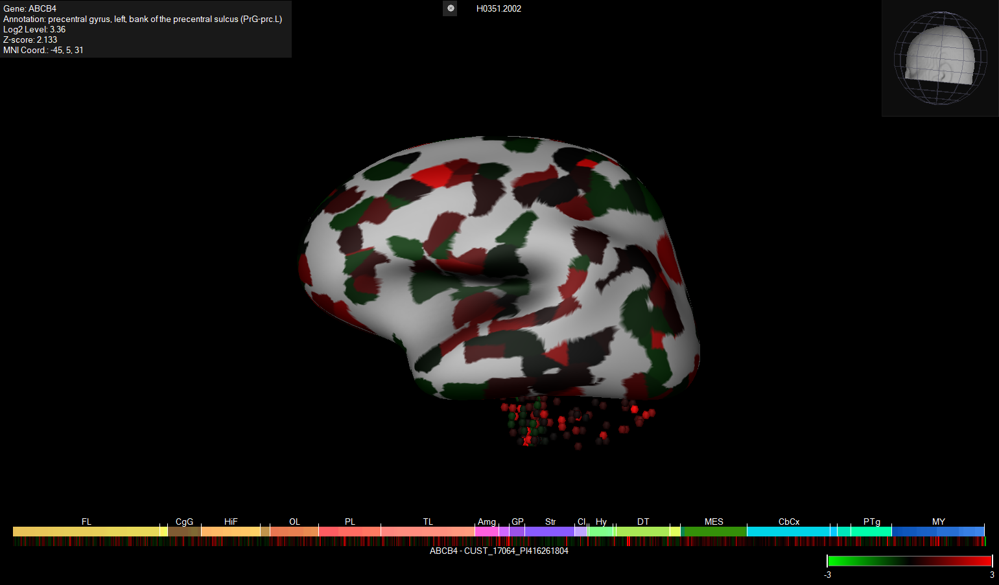 Gene: ABCB4
Annotation: precentral gyrus, left, bank of the precentral sulcus (PrG-prc.L)
Log2 Level: 3.36
Z-score: 2.133
MNI Coord.: -45, 5, 31
H0351.2002
FL CgG HiF OL PL TL Amg GP Str Cl Hy DT MES CbCx PTg MY
ABCB4 - CUST_17064_PI416261804
-3 3